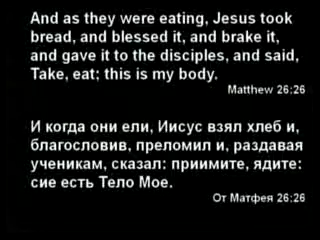 And as they were eating, Jesus took
bread, and blessed it, and brake it,
and gave it to the disciples, and said,
Take, eat; this is my body.
Matthew 26:26
И когда они ели, Иисус взял хлеб и,
благословив, преломил и, раздавая
ученикам, сказал: приимите, ядите:
сие есть Тело Мое.
От Матфея 26:26